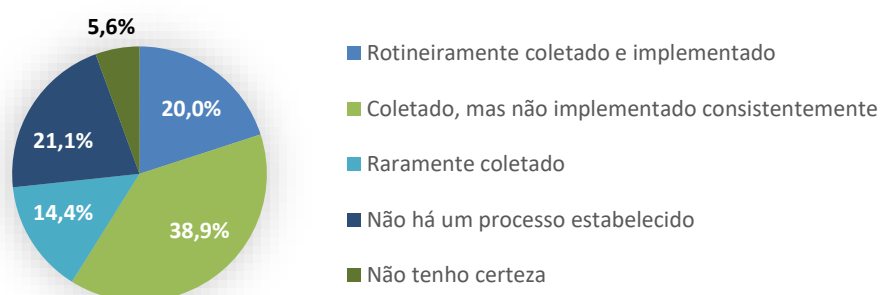 5,6%
20,0%
21,1%
14,4%
38,9%
Rotineiramente coletado e implementado
Coletado, mas não implementado consistentemente
Raramente coletado
Não há um processo estabelecido
Não tenho certeza